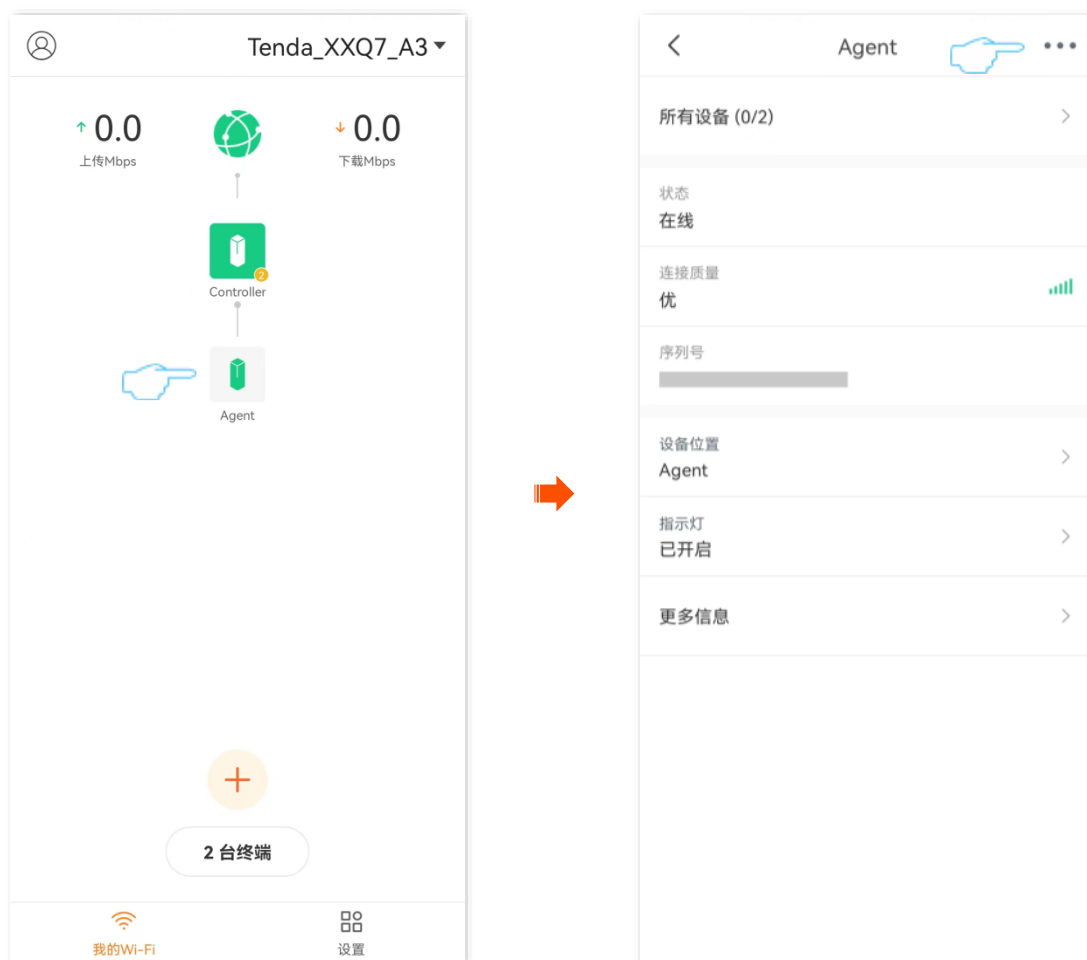 Tenda_XXQ7_A3
0.0
0.0
上传Mbps
下载Mbps
2
Controller
Agent
2 台终端
我的Wi-Fi
设置
Agent
所有设备 (0/2)
状态
在线
连接质量
优
序列号
设备位置
Agent
指示灯
已开启
更多信息